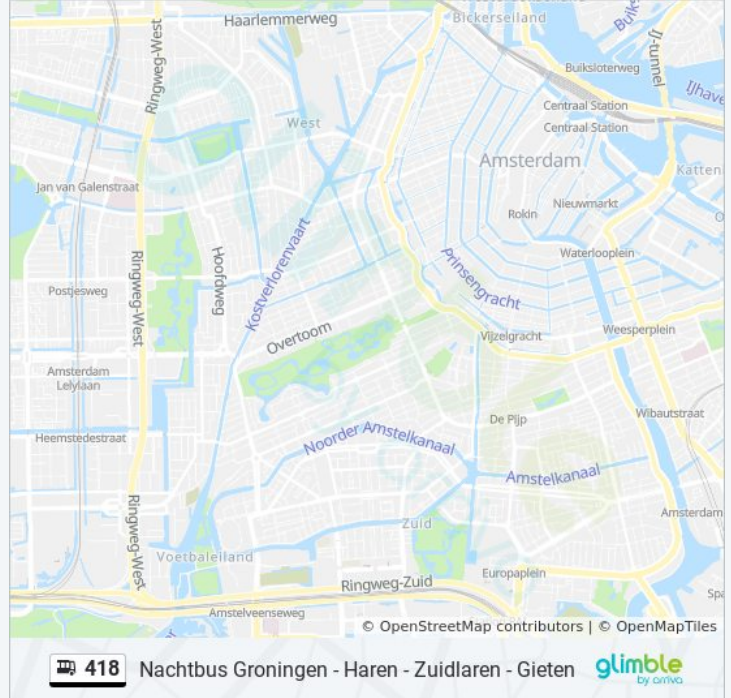 Haarlemmerweg
Bickerseiland
Ringweg-West
IJ-tunnel
Buiksloterweg
Centraal Station
Centraal Station
West
Amsterdam
Jan van Galenstraat
Nieuwmarkt
Rokin
Kostverlorenvaart
Hoofdweg
Ringweg-West
Prinsengracht
Waterlooplein
Postjesweg
Overtoom
Vijzelgracht
Weesperplein
Amsterdam
Lelylaan
De Pijp
Wibautstraat
Heemstedestraat
Noorder Amstelkanaal
Amstelkanaal
Ringweg-West
Zuid
Amsterdam
Voetbaleiland
Europaplein
Ringweg-Zuid
Amstelveenseweg
© OpenStreetMap contributors | © OpenMapTiles
418 Nachtbus Groningen - Haren - Zuidlaren - Gieten
glimble
by arriva